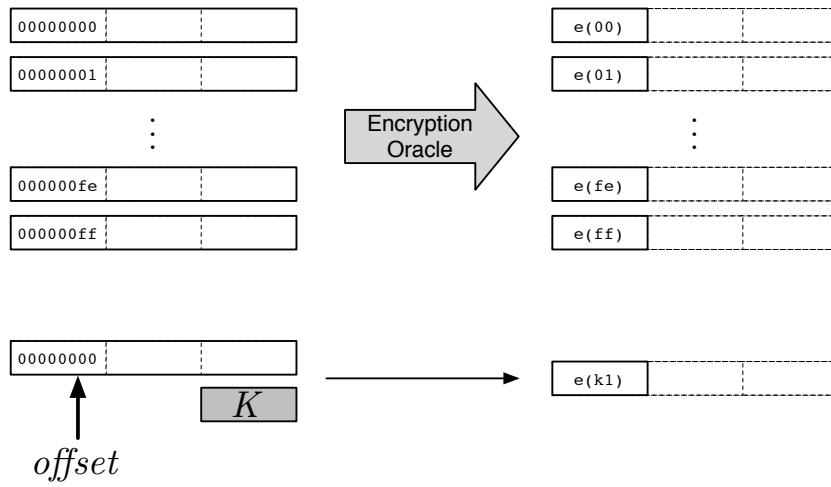 00000000 e(00)
00000001 e(01)
Encryption
Oracle
000000fe e(fe)
000000ff e(ff)
00000000 e(k1)
K
offset